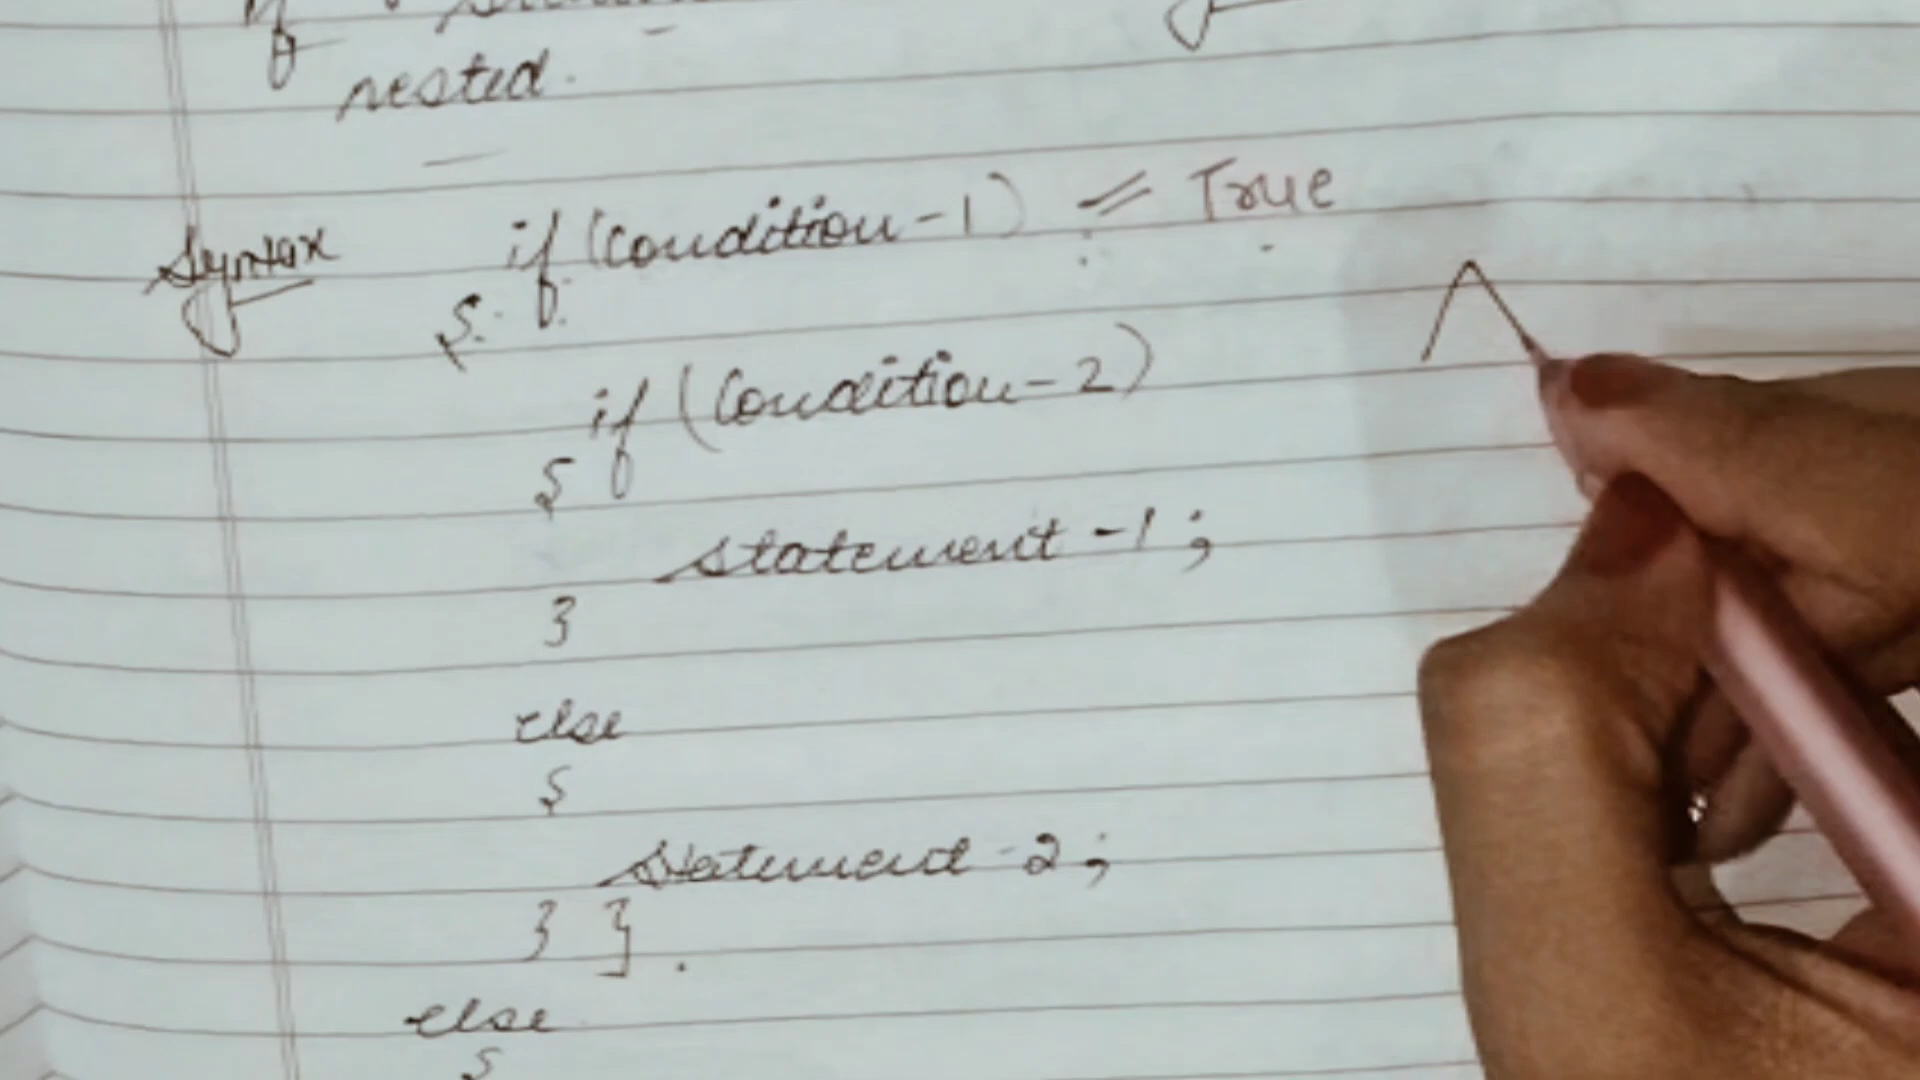 nested.
Syntax if (Condition-1) = True
{
if (Condition-2)
{
statement-1;
}
else
{
statement-2;
} }.
else
{